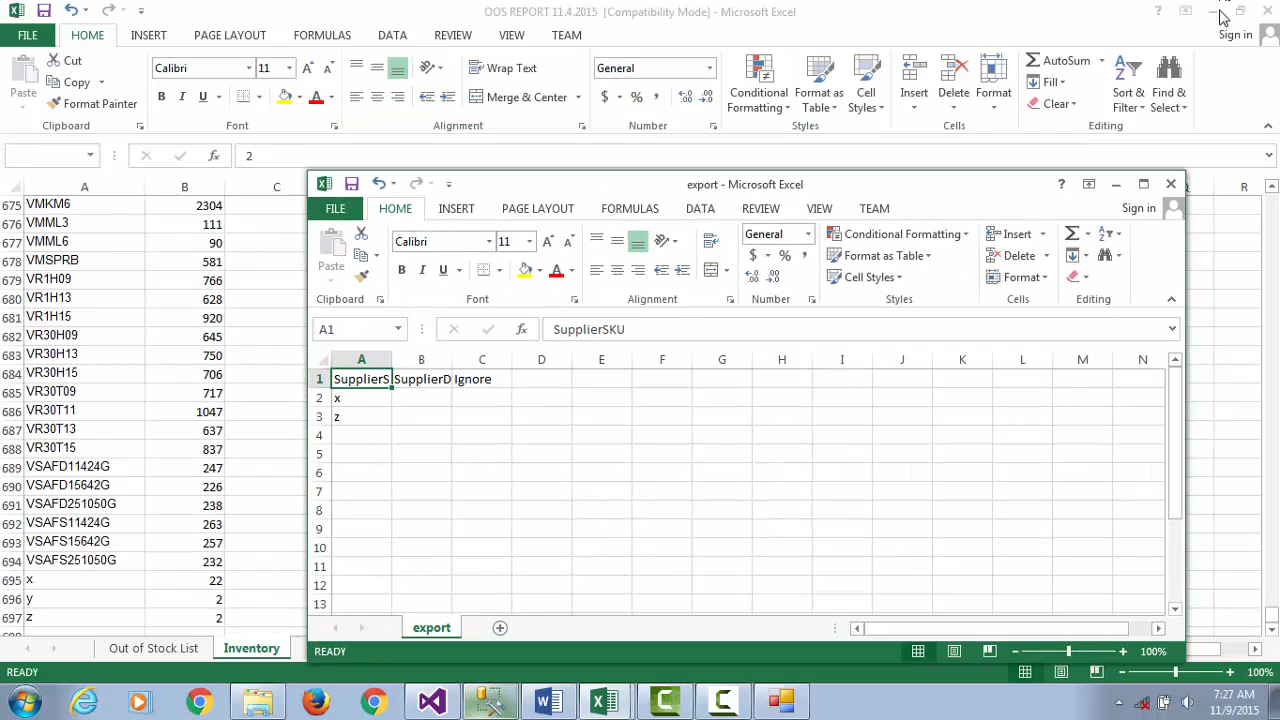 OOS REPORT 11.4.2015 [Compatibility Mode] - Microsoft Excel
FILE HOME INSERT PAGE LAYOUT FORMULAS DATA REVIEW VIEW TEAM Sign in
Cut
Copy
Format Painter
Paste
Clipboard
Calibri 11
B I U
Font
Wrap Text
Merge & Center
Alignment
General
$ % ,
Number
Conditional Formatting
Format as Table
Cell Styles
Styles
Insert Delete Format
Cells
AutoSum
Fill
Clear
Sort & Filter
Find & Select
Editing
2
A B C R
675 VMKM6 2304
676 VMML3 111
677 VMML6 90
678 VMSPRB 581
679 VR1H09 766
680 VR1H13 628
681 VR1H15 920
682 VR30H09 645
683 VR30H13 750
684 VR30H15 706
685 VR30T09 717
686 VR30T11 1047
687 VR30T13 637
688 VR30T15 837
689 VSAFD11424G 247
690 VSAFD15642G 226
691 VSAFD251050G 238
692 VSAFS11424G 263
693 VSAFS15642G 257
694 VSAFS251050G 232
695 x 22
696 y 2
697 z 2
Out of Stock List Inventory
READY 100%
export - Microsoft Excel
FILE HOME INSERT PAGE LAYOUT FORMULAS DATA REVIEW VIEW TEAM Sign in
Paste
Clipboard
Calibri 11
B I U
Font
Alignment
General
$ % ,
Number
Conditional Formatting
Format as Table
Cell Styles
Styles
Insert
Delete
Format
Cells
Editing
A1 SupplierSKU
A B C D E F G H I J K L M N
1 SupplierS SupplierD Ignore
2 x
3 z
4
5
6
7
8
9
10
11
12
13
export
READY 100%
7:27 AM
11/9/2015